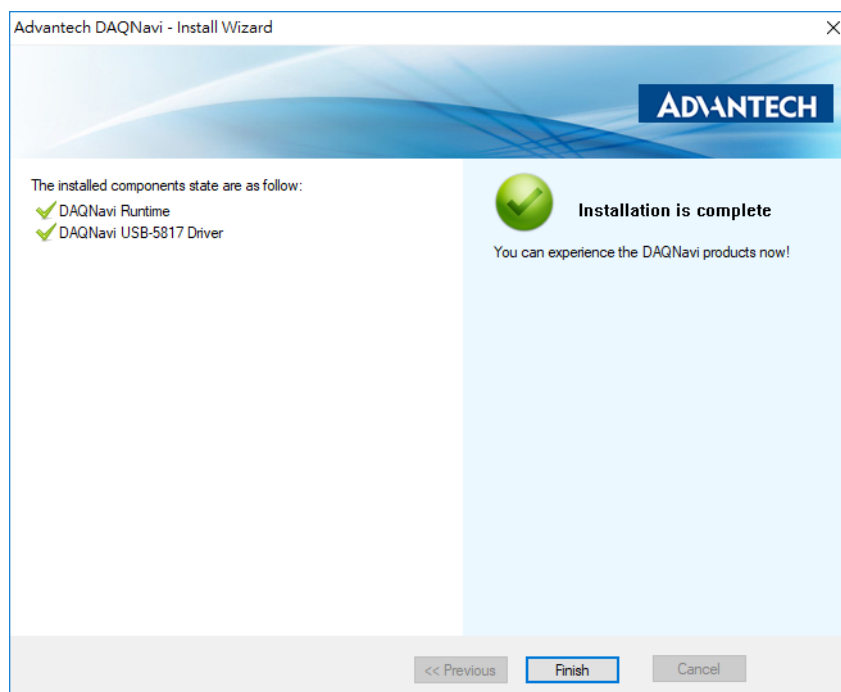 Advantech DAQNavi - Install Wizard
ADVANTECH
The installed components state are as follow:
DAQNavi Runtime
DAQNavi USB-5817 Driver
Installation is complete
You can experience the DAQNavi products now!
<< Previous
Finish
Cancel